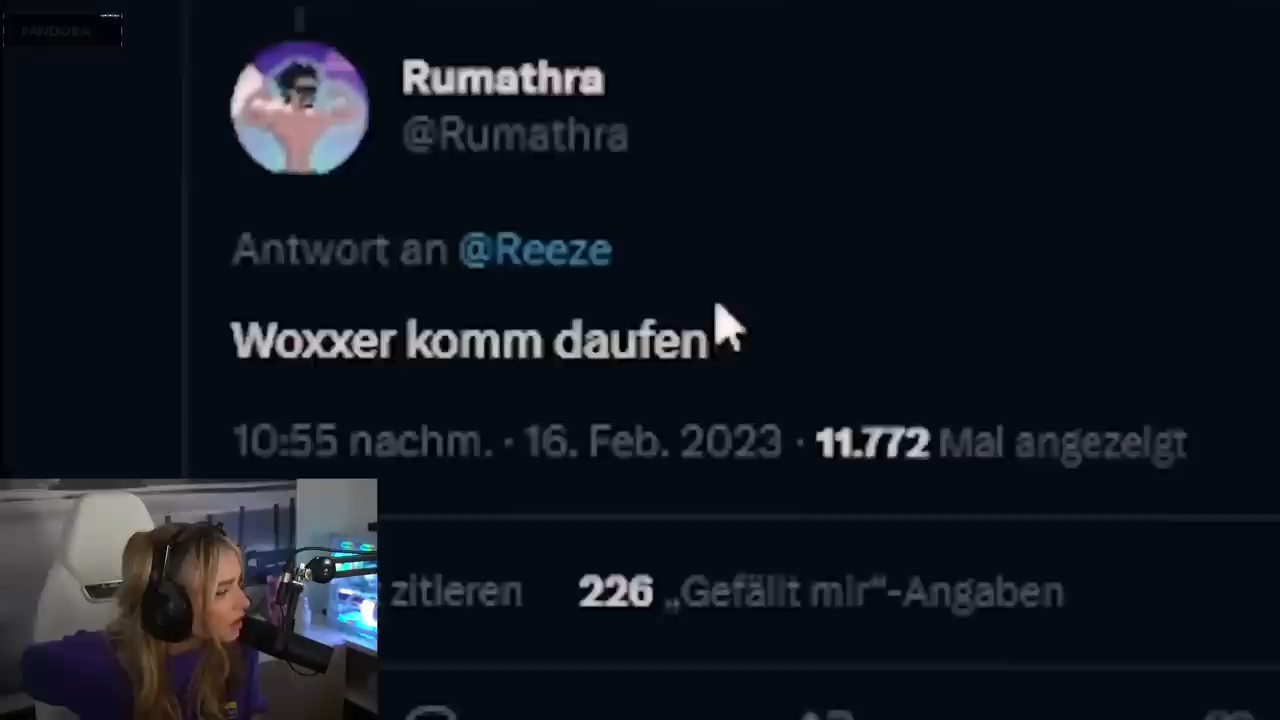 Rumathra
@Rumathra
Antwort an @Reeze
Woxxer komm daufen
10:55 nachm. · 16. Feb. 2023 · 11.772 Mal angezeigt
zitieren 226 „Gefällt mir“-Angaben